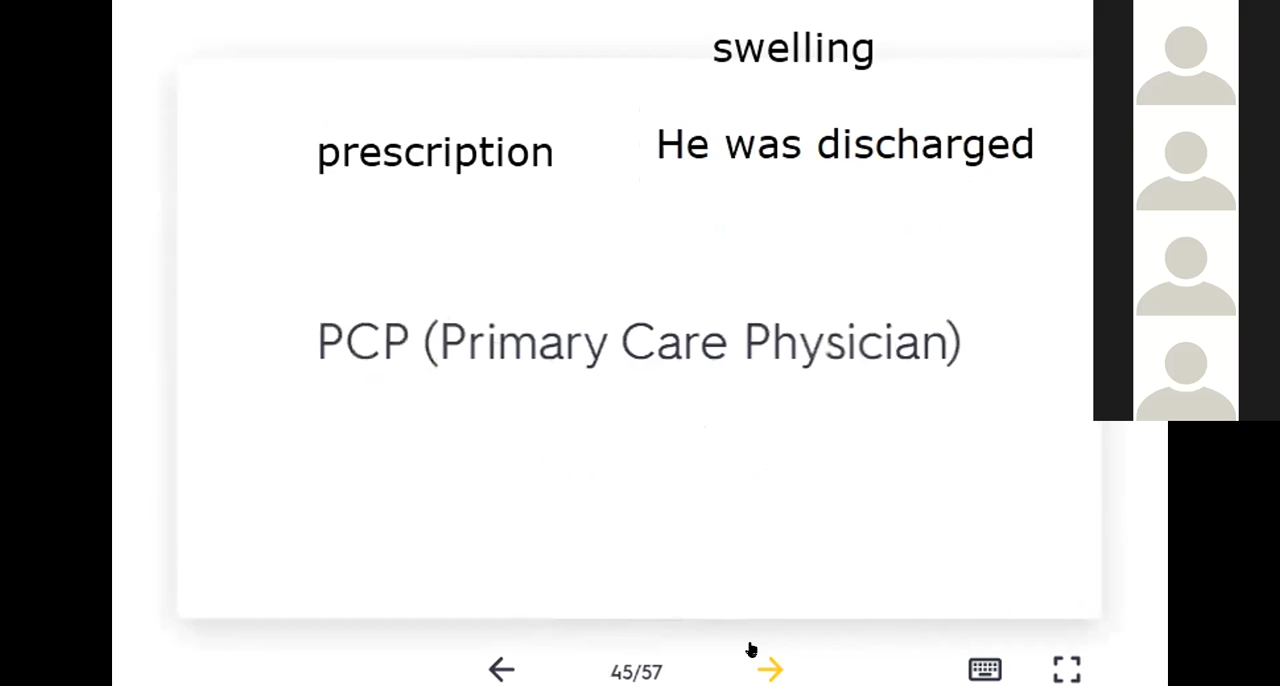 swelling
prescription
He was discharged
PCP (Primary Care Physician)
45/57